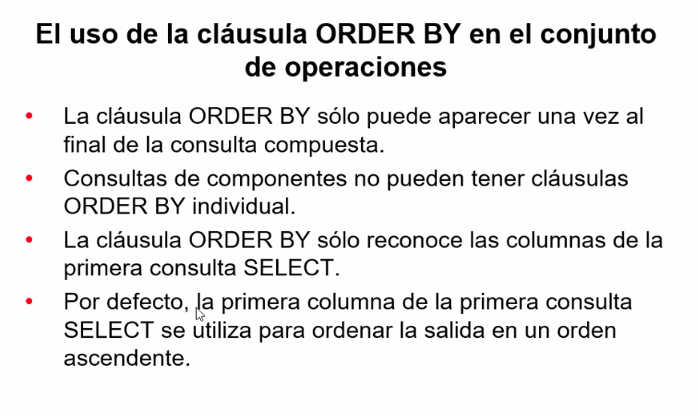 El uso de la cláusula ORDER BY en el conjunto
de operaciones
• La cláusula ORDER BY sólo puede aparecer una vez al
final de la consulta compuesta.
• Consultas de componentes no pueden tener cláusulas
ORDER BY individual.
• La cláusula ORDER BY sólo reconoce las columnas de la
primera consulta SELECT.
• Por defecto, la primera columna de la primera consulta
SELECT se utiliza para ordenar la salida en un orden
ascendente.